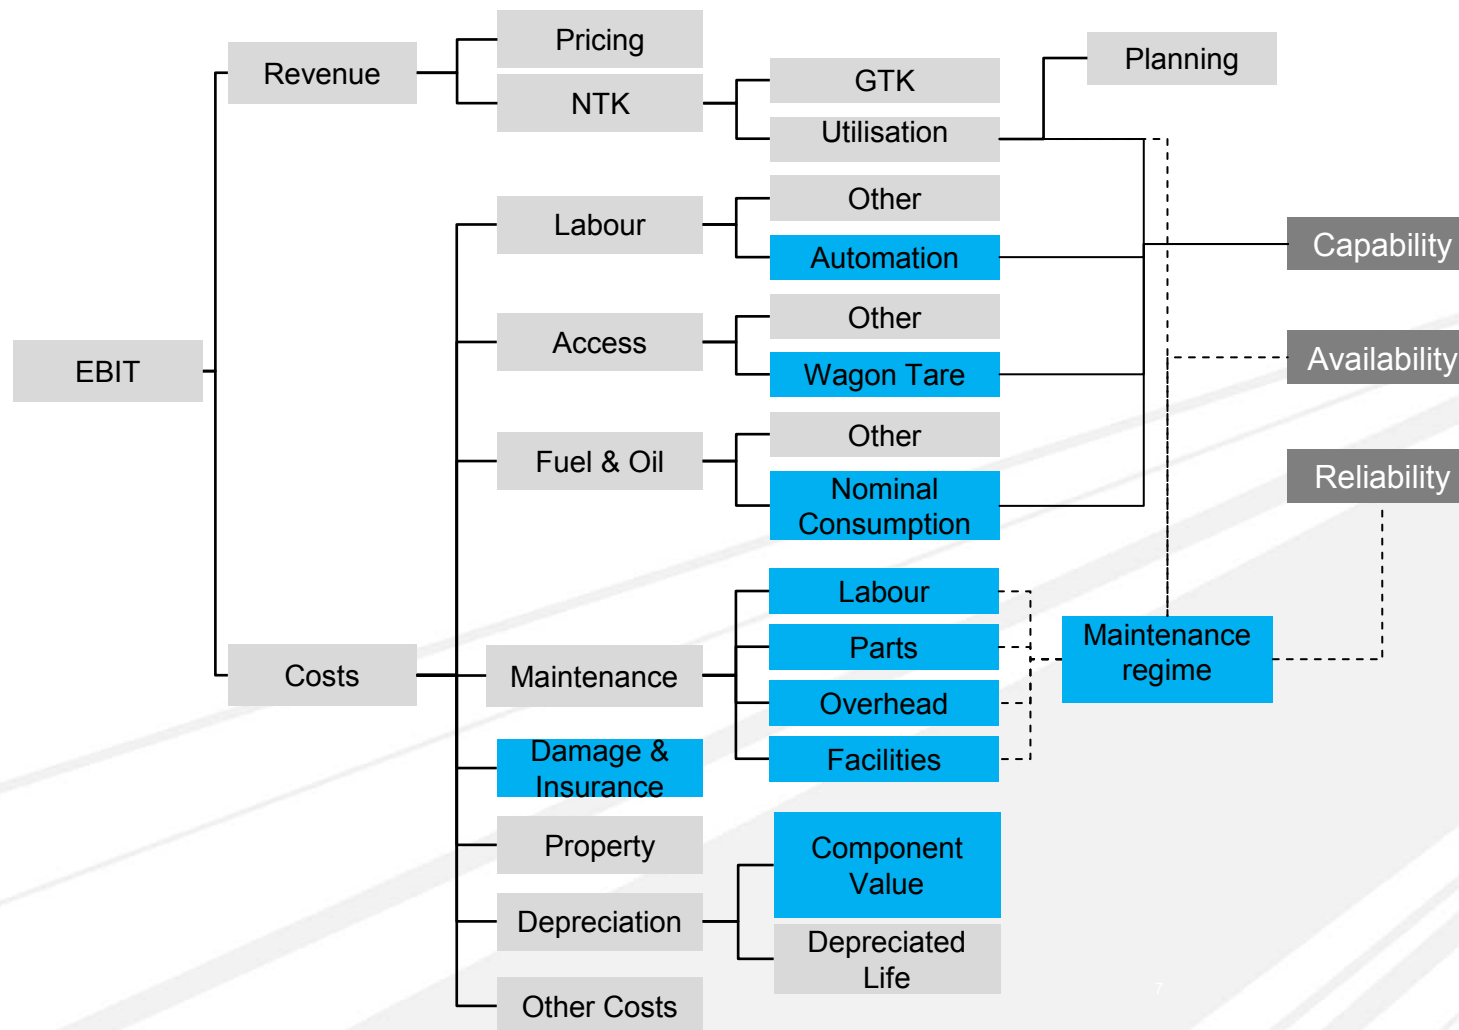 Pricing
Planning
Revenue
GTK
NTK
Utilisation
Other
Labour
Capability
Automation
Other
Access
Availability
EBIT
Wagon Tare
Other
Fuel & Oil
Reliability
Nominal
Consumption
Labour
Maintenance
regime
Parts
Costs
Maintenance
Overhead
Damage &
Insurance
Facilities
Property
Component
Value
Depreciation
Depreciated
Life
Other Costs
7